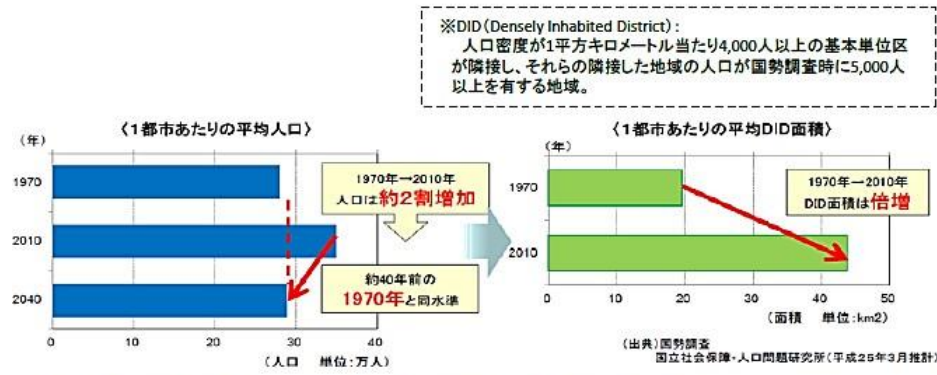 ※DID(Densely Inhabited District):
人口密度が1平方キロメートル当たり4,000人以上の基本単位区
が隣接し、それらの隣接した地域の人口が国勢調査時に5,000人
以上を有する地域。
〈1都市あたりの平均人口〉
(年)
1970
2010
2040
0
10
20
30
40
(人口 単位:万人)
1970年→2010年
人口は約2割増加
約40年前の
1970年と同水準
〈1都市あたりの平均DID面積〉
(年)
1970
2010
0
10
20
30
40
50
(面積 単位:km2)
1970年→2010年
DID面積は倍増
(出典)国勢調査
国立社会保障・人口問題研究所(平成25年3月推計)